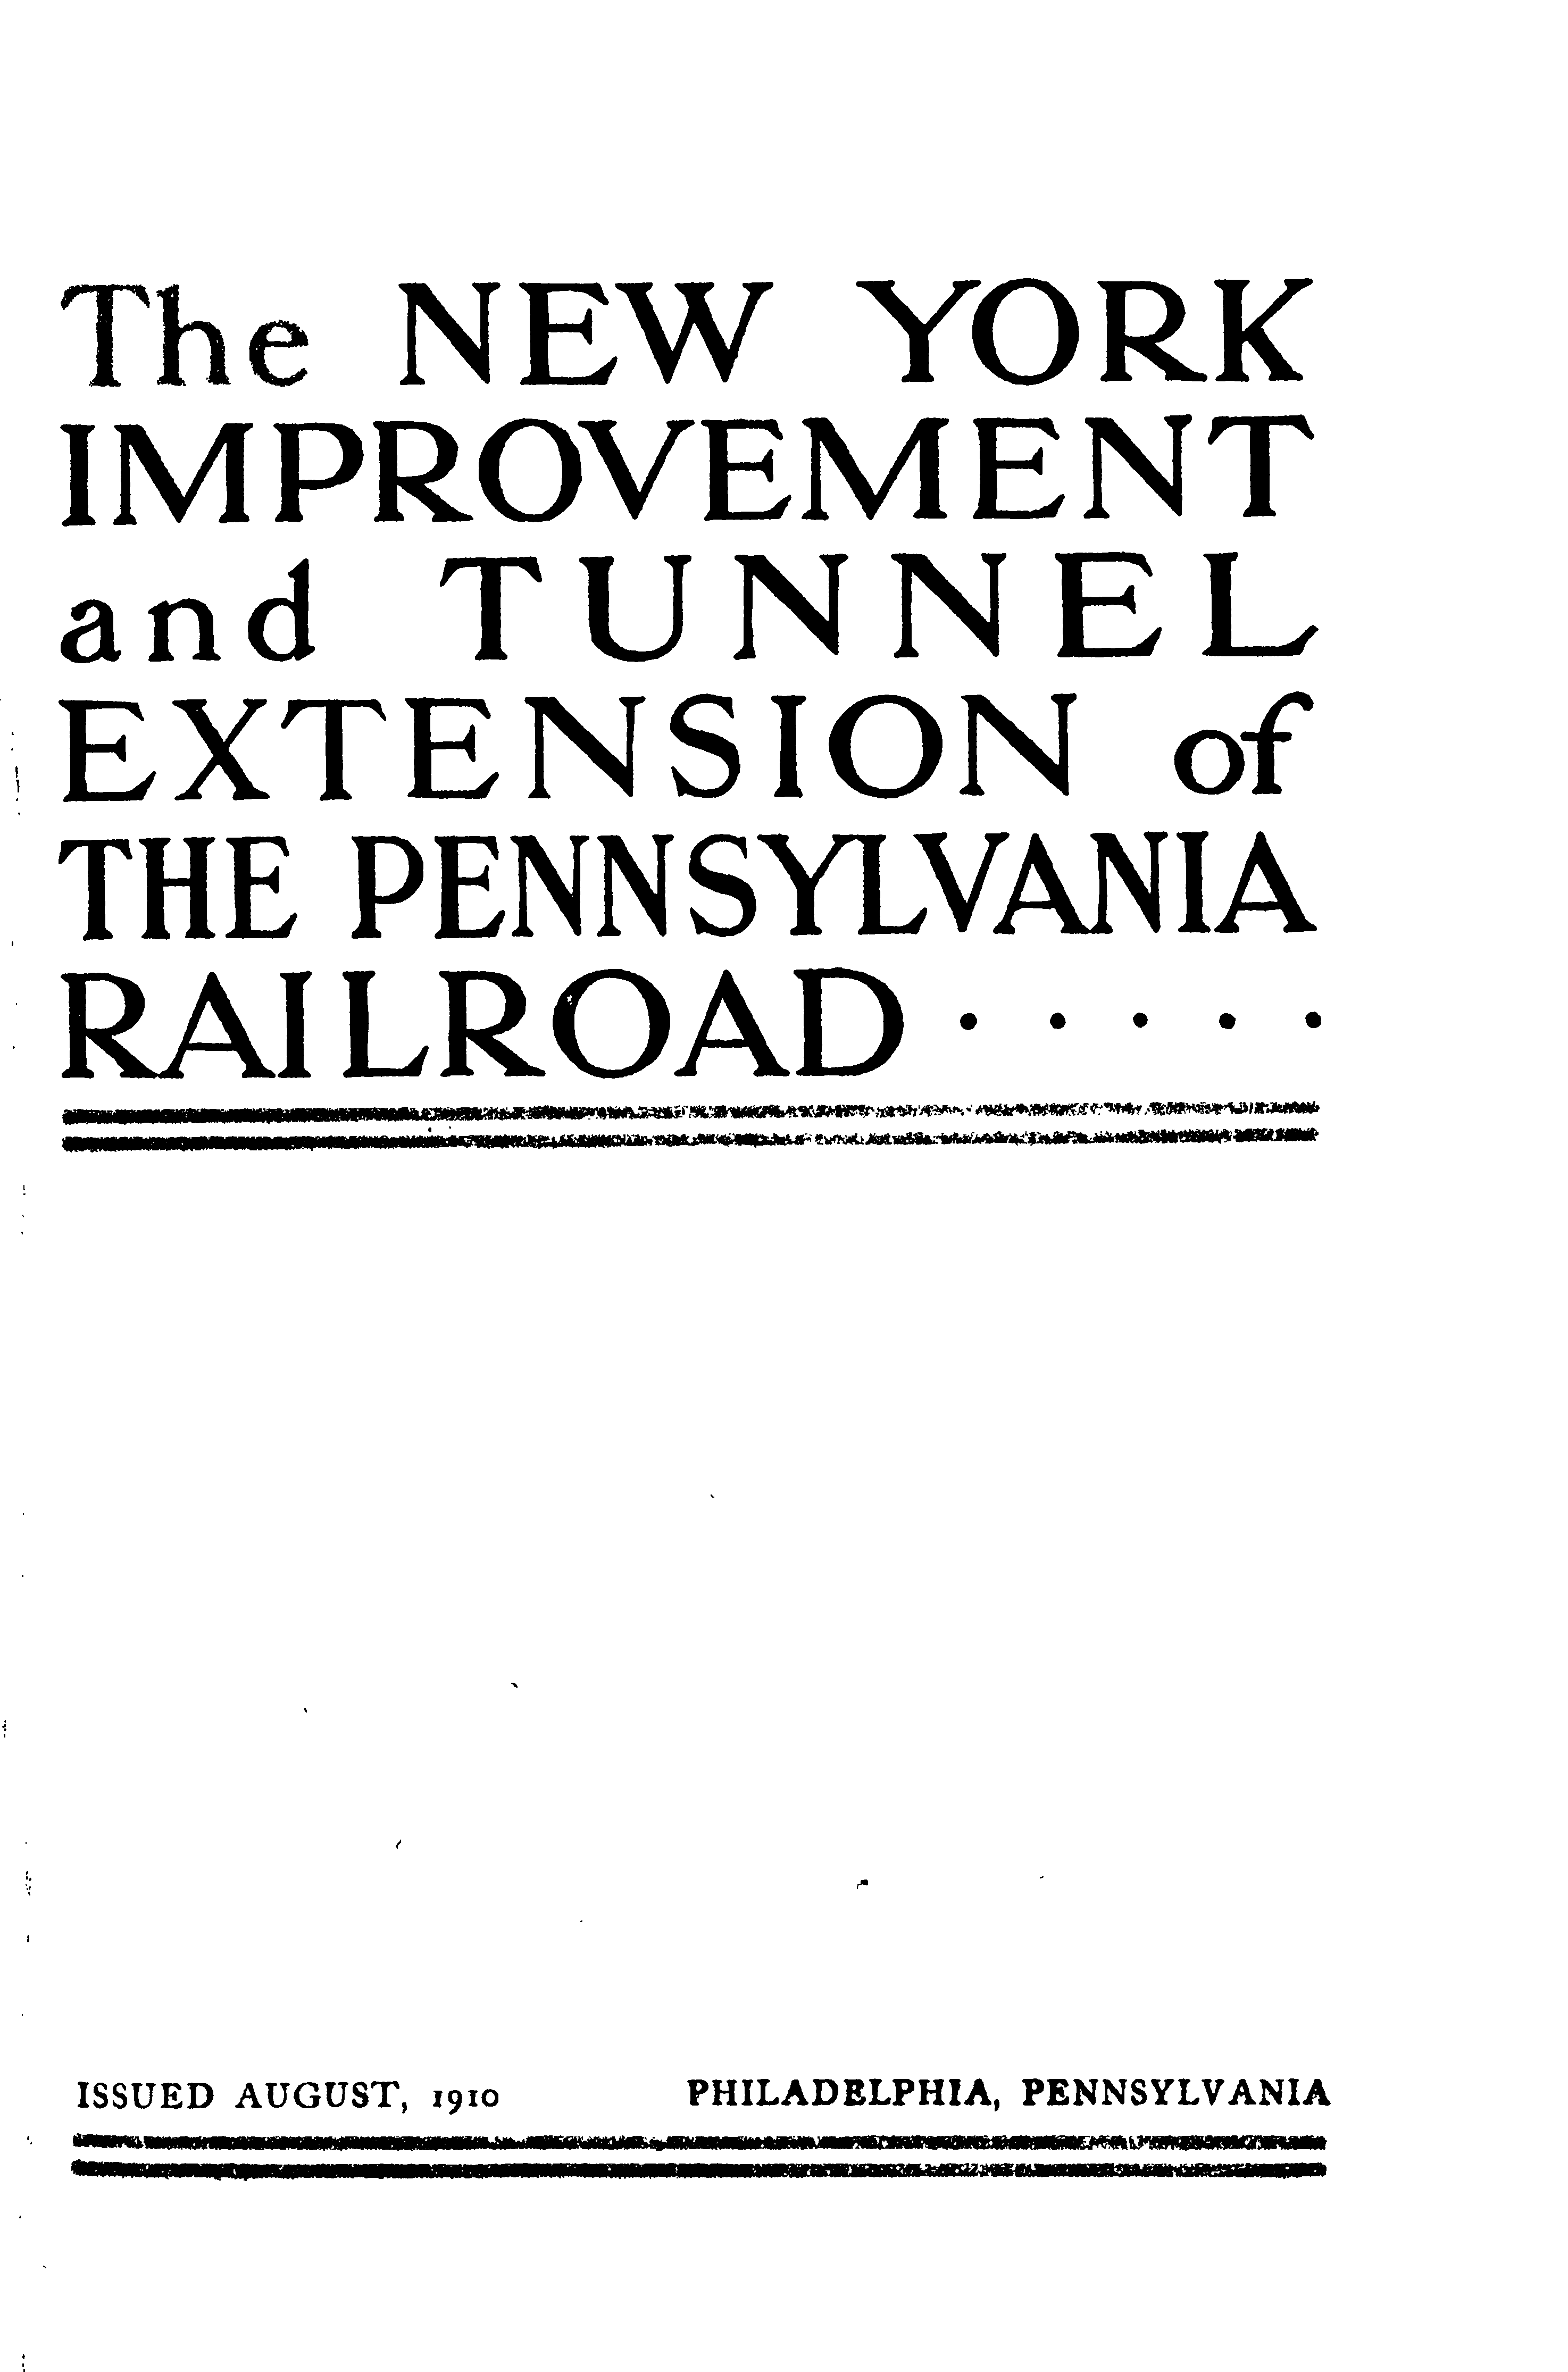 The NEW YORK
IMPROVEMENT
and TUNNEL
EXTENSION of
THE PENNSYLVANIA
RAILROAD · · · · ·
ISSUED AUGUST, 1910 PHILADELPHIA, PENNSYLVANIA